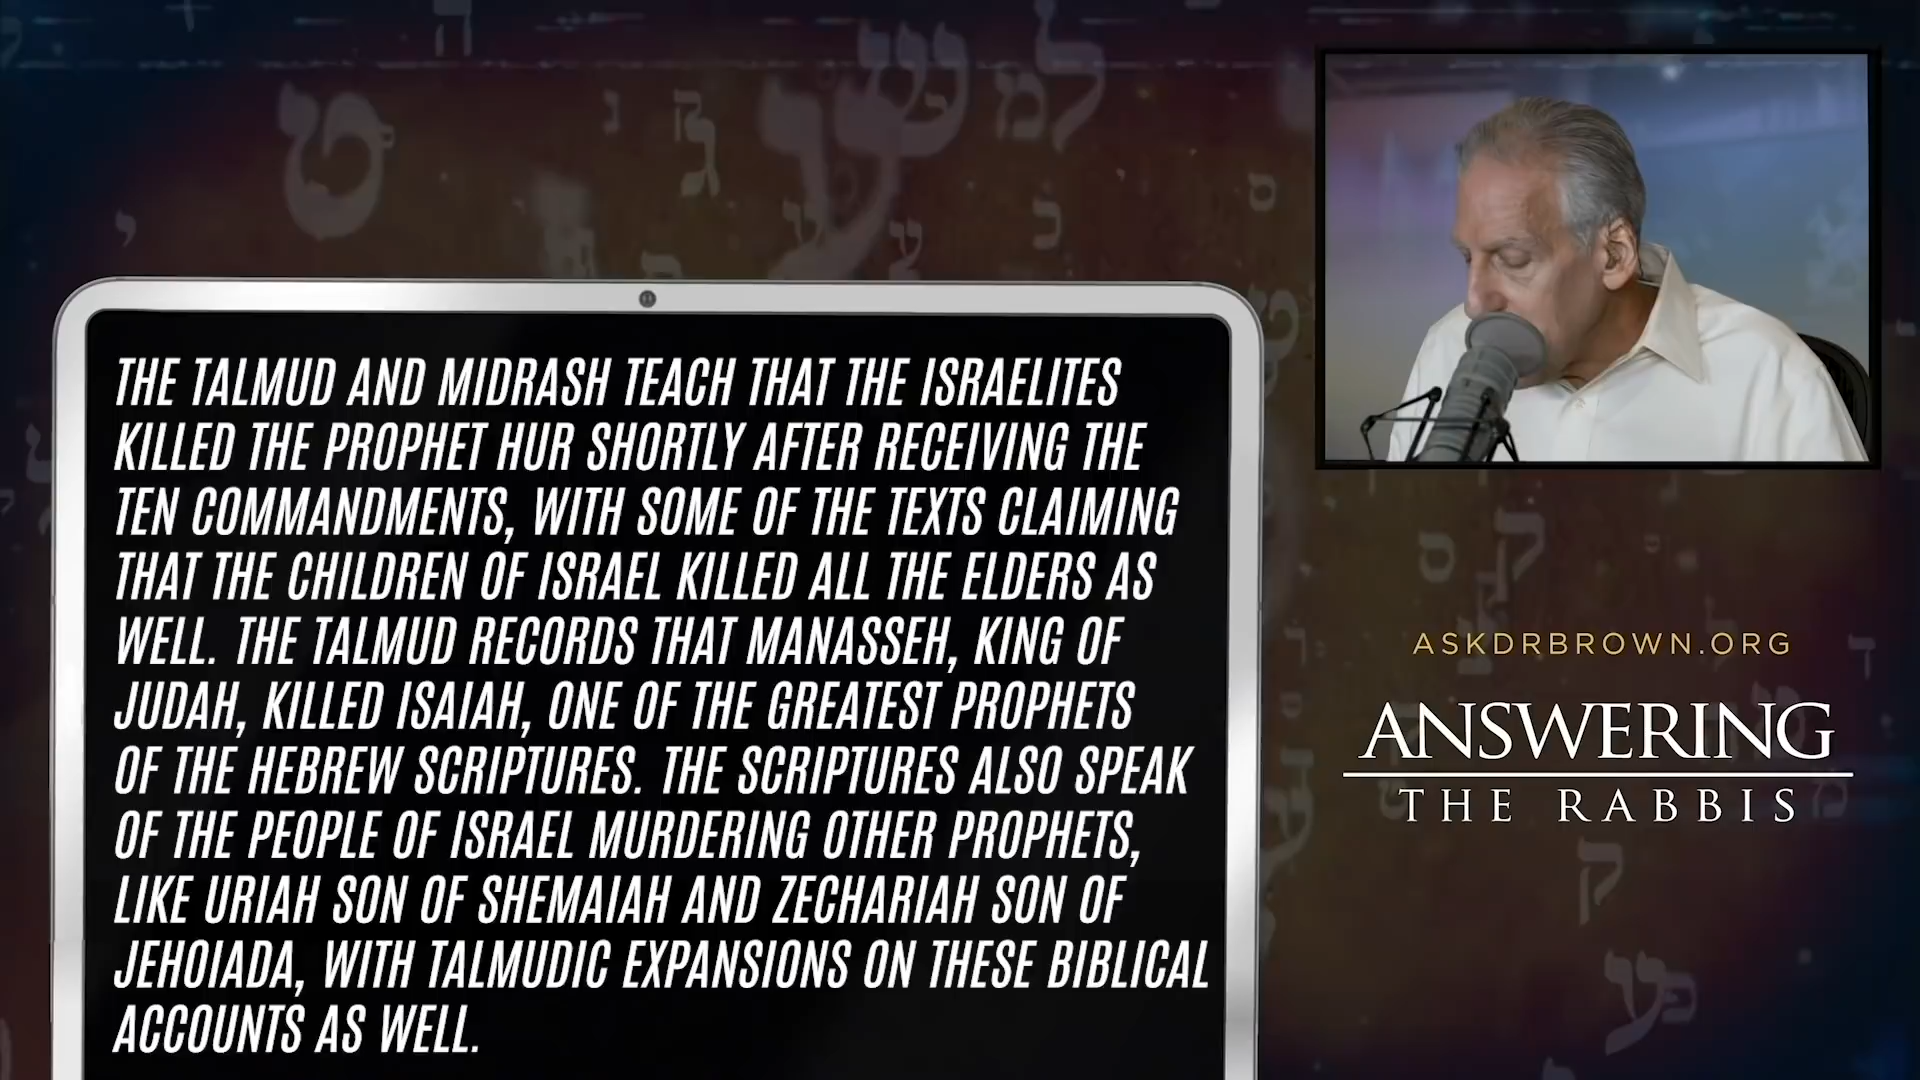 THE TALMUD AND MIDRASH TEACH THAT THE ISRAELITES
KILLED THE PROPHET HUR SHORTLY AFTER RECEIVING THE
TEN COMMANDMENTS, WITH SOME OF THE TEXTS CLAIMING
THAT THE CHILDREN OF ISRAEL KILLED ALL THE ELDERS AS
WELL. THE TALMUD RECORDS THAT MANASSEH, KING OF
JUDAH, KILLED ISAIAH, ONE OF THE GREATEST PROPHETS
OF THE HEBREW SCRIPTURES. THE SCRIPTURES ALSO SPEAK
OF THE PEOPLE OF ISRAEL MURDERING OTHER PROPHETS,
LIKE URIAH SON OF SHEMAIAH AND ZECHARIAH SON OF
JEHOIADA, WITH TALMUDIC EXPANSIONS ON THESE BIBLICAL
ACCOUNTS AS WELL.
ASKDRBROWN.ORG
ANSWERING
THE RABBIS